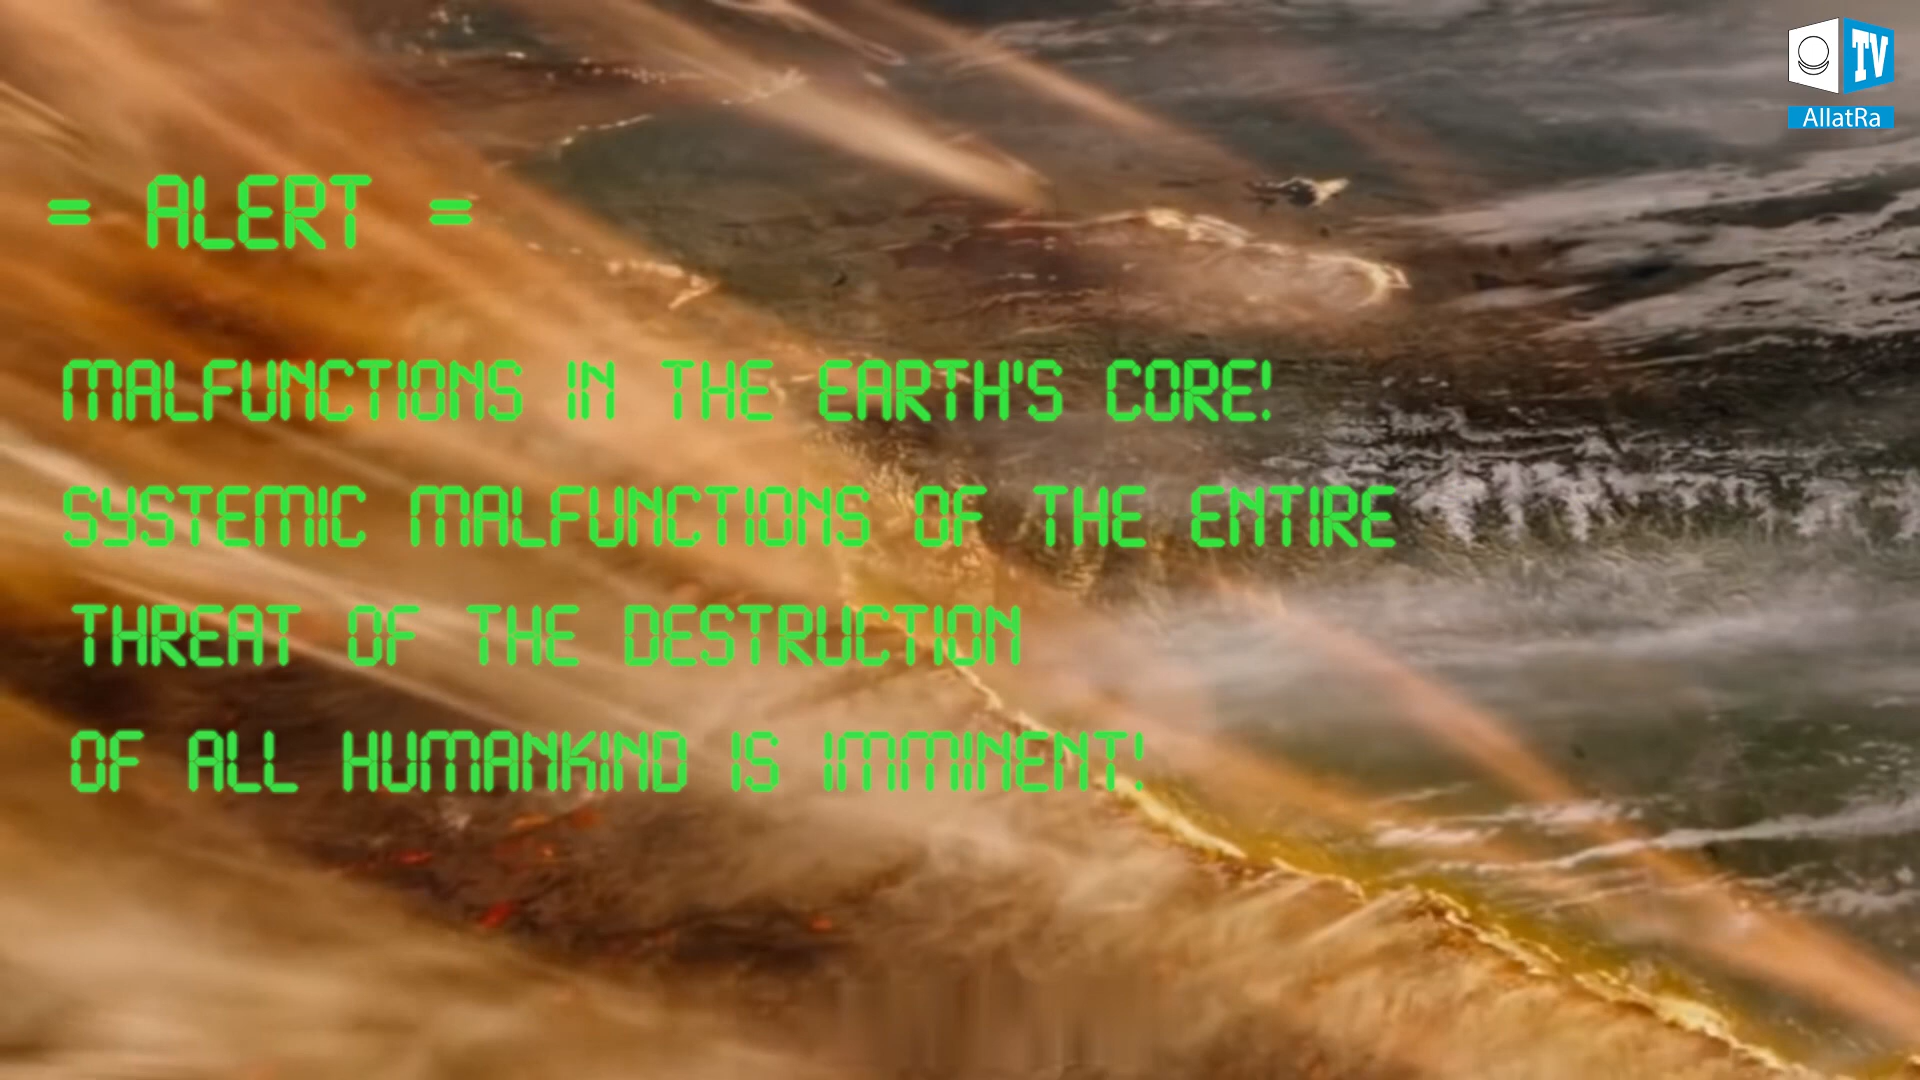 TV
AllatRa
= ALERT =
MALFUNCTIONS IN THE EARTH'S CORE!
SYSTEMIC MALFUNCTIONS OF THE ENTIRE
THREAT OF THE DESTRUCTION
OF ALL HUMANKIND IS IMMINENT!